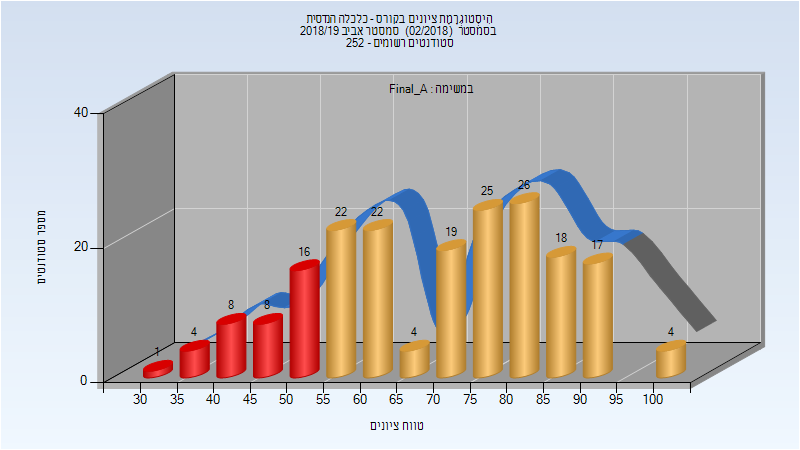 היסטוגרמת ציונים בקורס - כלכלה הנדסית
בסמסטר (02/2018) סמסטר אביב 2018/19
סטודנטים רשומים - 252
במשימה : Final_A
40
20
0
מספר סטודנטים
1
4
8
8
16
22
22
4
19
25
26
18
17
4
30 35 40 45 50 55 60 65 70 75 80 85 90 95 100
טווח ציונים